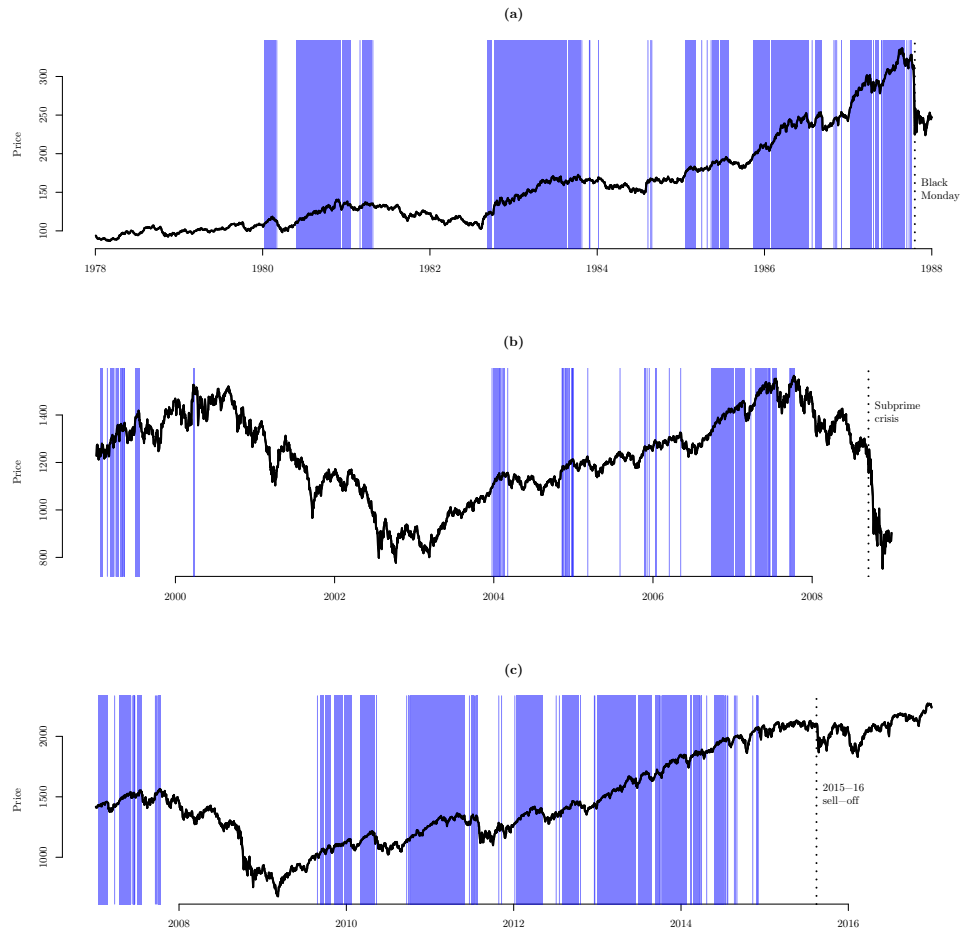 (a)
Price
300
250
200
150
100
Black
Monday
1978
1980
1982
1984
1986
1988
(b)
Price
1400
1200
1000
800
Subprime
crisis
2000
2002
2004
2006
2008
(c)
Price
2000
1500
1000
2015−16
sell−off
2008
2010
2012
2014
2016